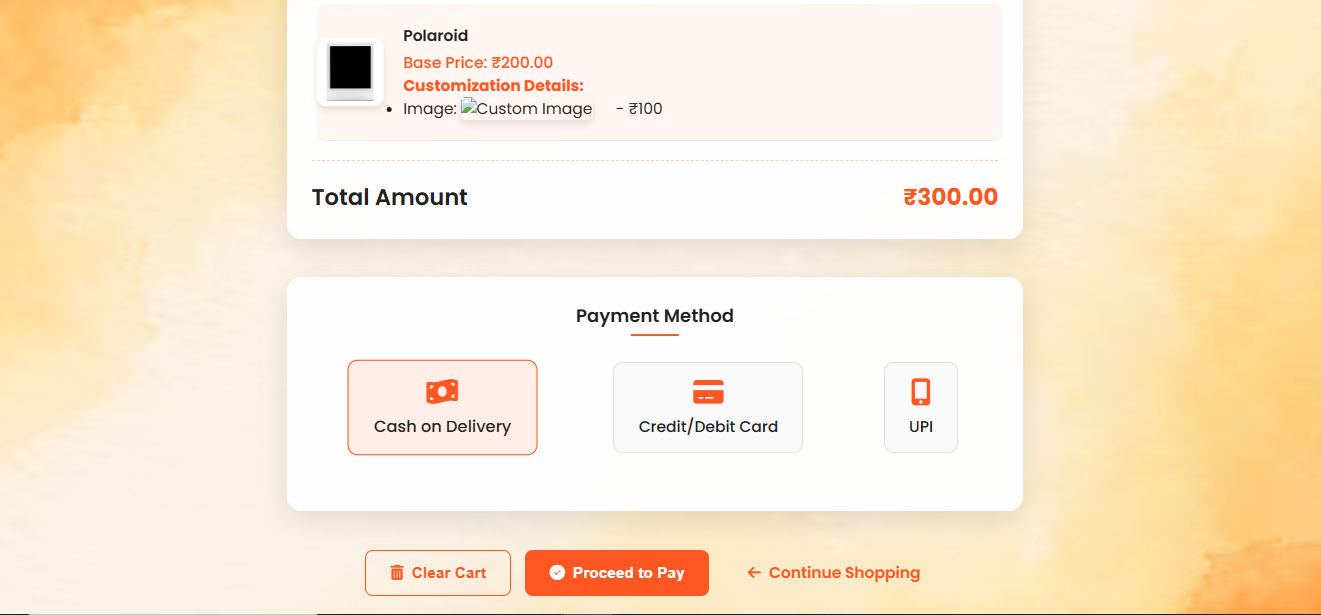 Polaroid
Base Price: ₹200.00
Customization Details:
• Image: Custom Image - ₹100
Total Amount ₹300.00
Payment Method
Cash on Delivery
Credit/Debit Card
UPI
Clear Cart
Proceed to Pay
Continue Shopping